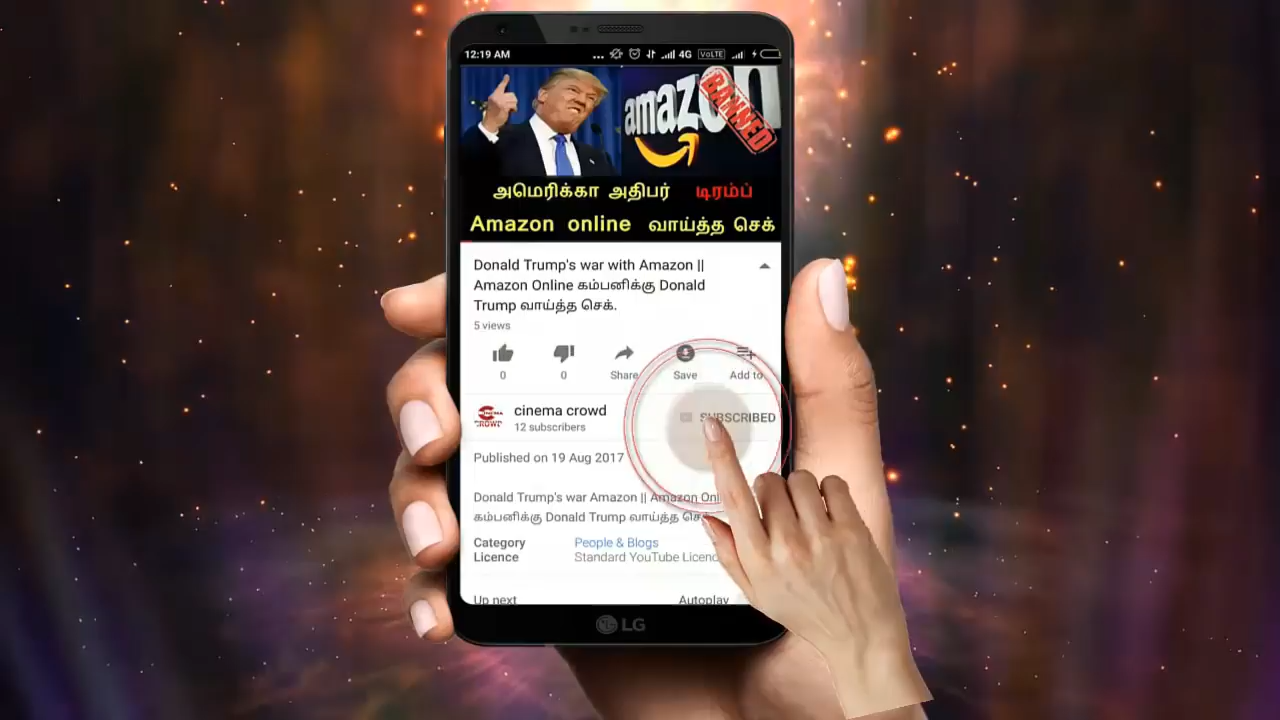 12:19 AM ... 4G VoLTE
amazon
BANNED
அமெரிக்கா அதிபர் டிரம்ப்
Amazon online வாய்த்த செக்
Donald Trump's war with Amazon ||
Amazon Online கம்பனிக்கு Donald
Trump வாய்த்த செக்.
5 views
0 0 Share Save Add to
CINEMA CROWD
cinema crowd
SUBSCRIBED
12 subscribers
Published on 19 Aug 2017
Donald Trump's war Amazon || Amazon Onl
கம்பனிக்கு Donald Trump வாய்த்த செ
Category People & Blogs
Licence Standard YouTube Licenc
Up next Autoplay
LG